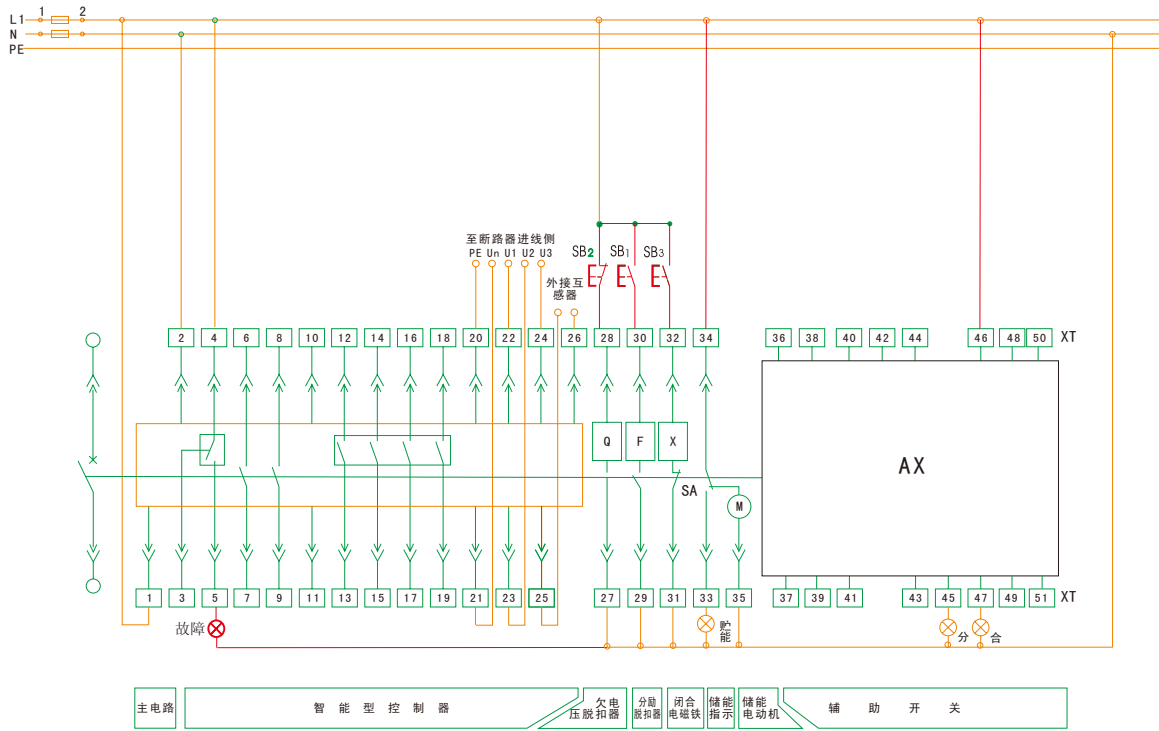 1 2
L1
N
PE
至断路器进线侧
PE Un U1 U2 U3
SB2 SB1 SB3
外接互
感器
2 4 6 8 10 12 14 16 18 20 22 24 26 28 30 32 34 36 38 40 42 44 46 48 50 XT
Q F X
AX
SA
M
1 3 5 7 9 11 13 15 17 19 21 23 25 27 29 31 33 35 37 39 41 43 45 47 49 51 XT
故障
贮
能
分 合
主电路
智能型控制器
欠电
压脱扣器
分励
脱扣器
闭合
电磁铁
储能
指示
储能
电动机
辅助开关